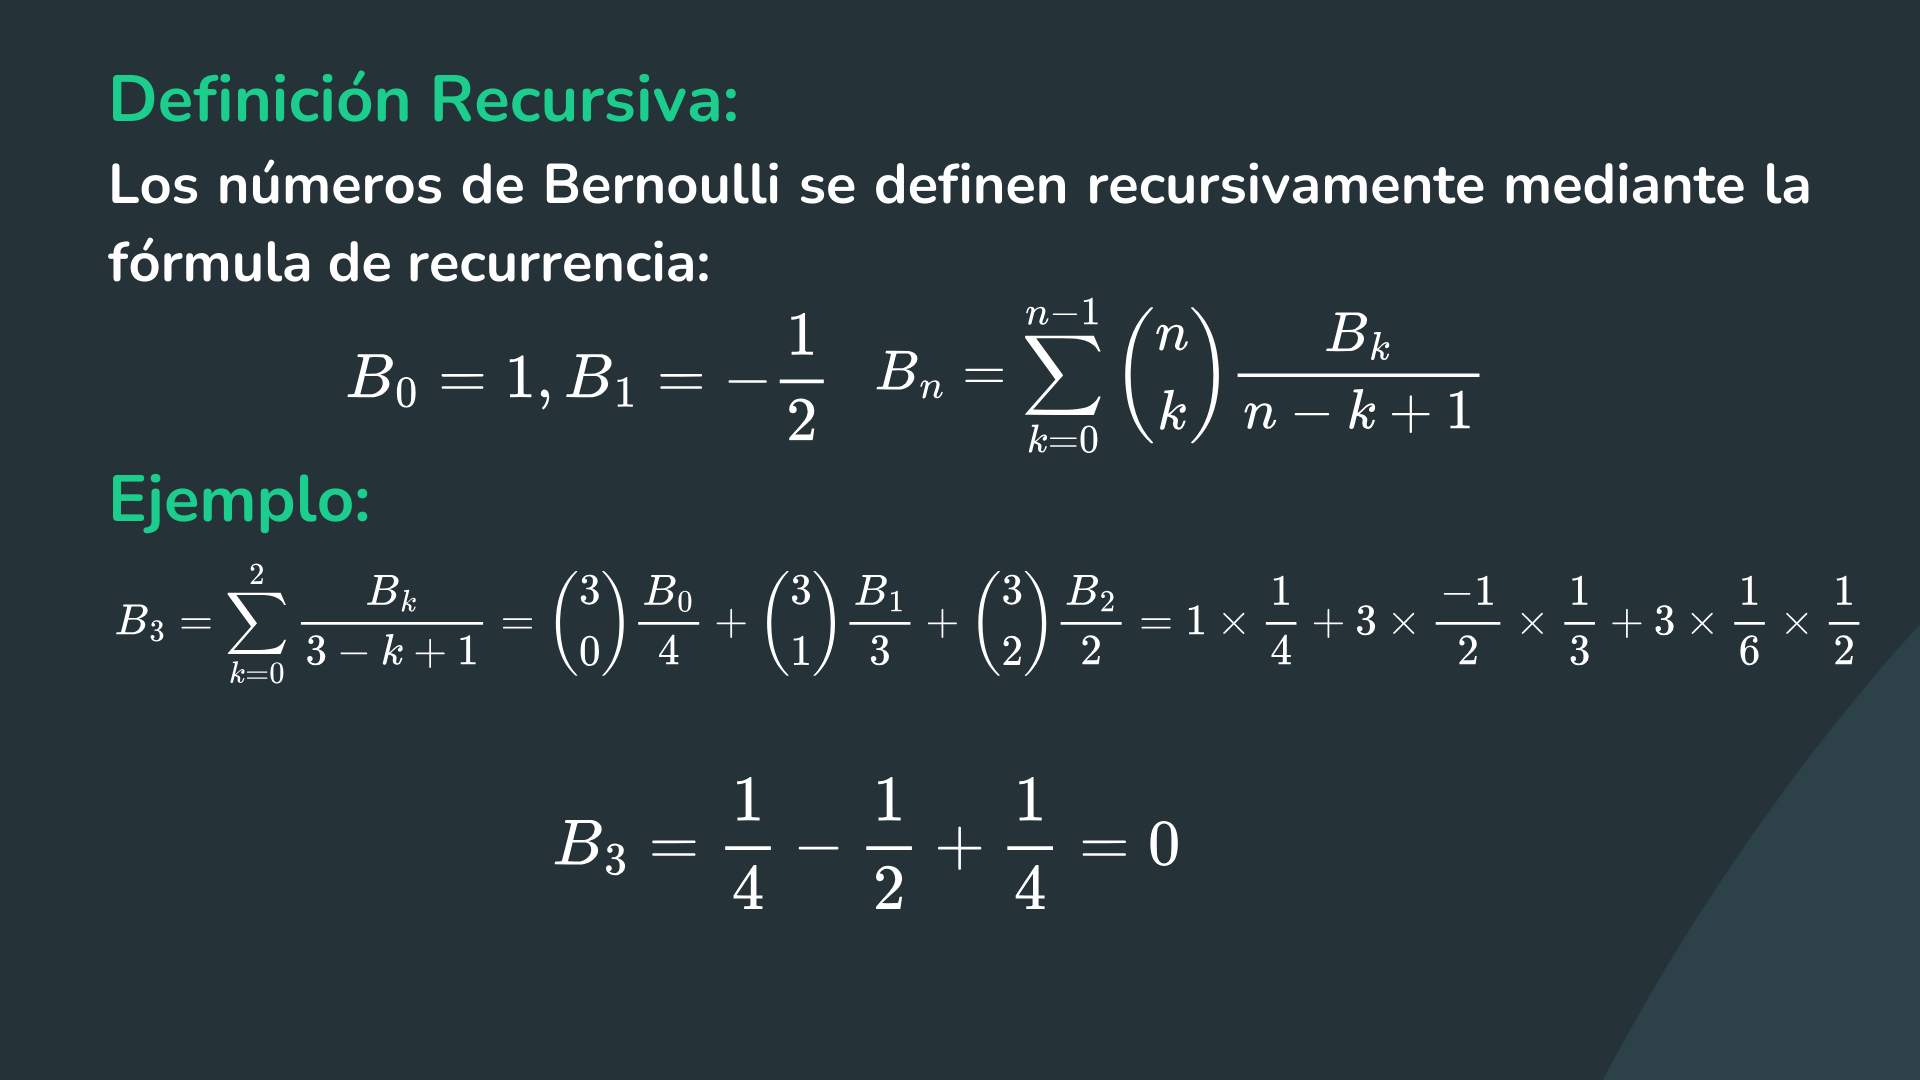 Definición Recursiva:
Los números de Bernoulli se definen recursivamente mediante la
fórmula de recurrencia:
$B_0 = 1, B_1 = -\frac{1}{2}$ $B_n = \sum_{k=0}^{n-1} \binom{n}{k} \frac{B_k}{n-k+1}$
Ejemplo:
$B_3 = \sum_{k=0}^{2} \frac{B_k}{3-k+1} = \binom{3}{0} \frac{B_0}{4} + \binom{3}{1} \frac{B_1}{3} + \binom{3}{2} \frac{B_2}{2} = 1 \times \frac{1}{4} + 3 \times \frac{-1}{2} \times \frac{1}{3} + 3 \times \frac{1}{6} \times \frac{1}{2}$
$B_3 = \frac{1}{4} - \frac{1}{2} + \frac{1}{4} = 0$